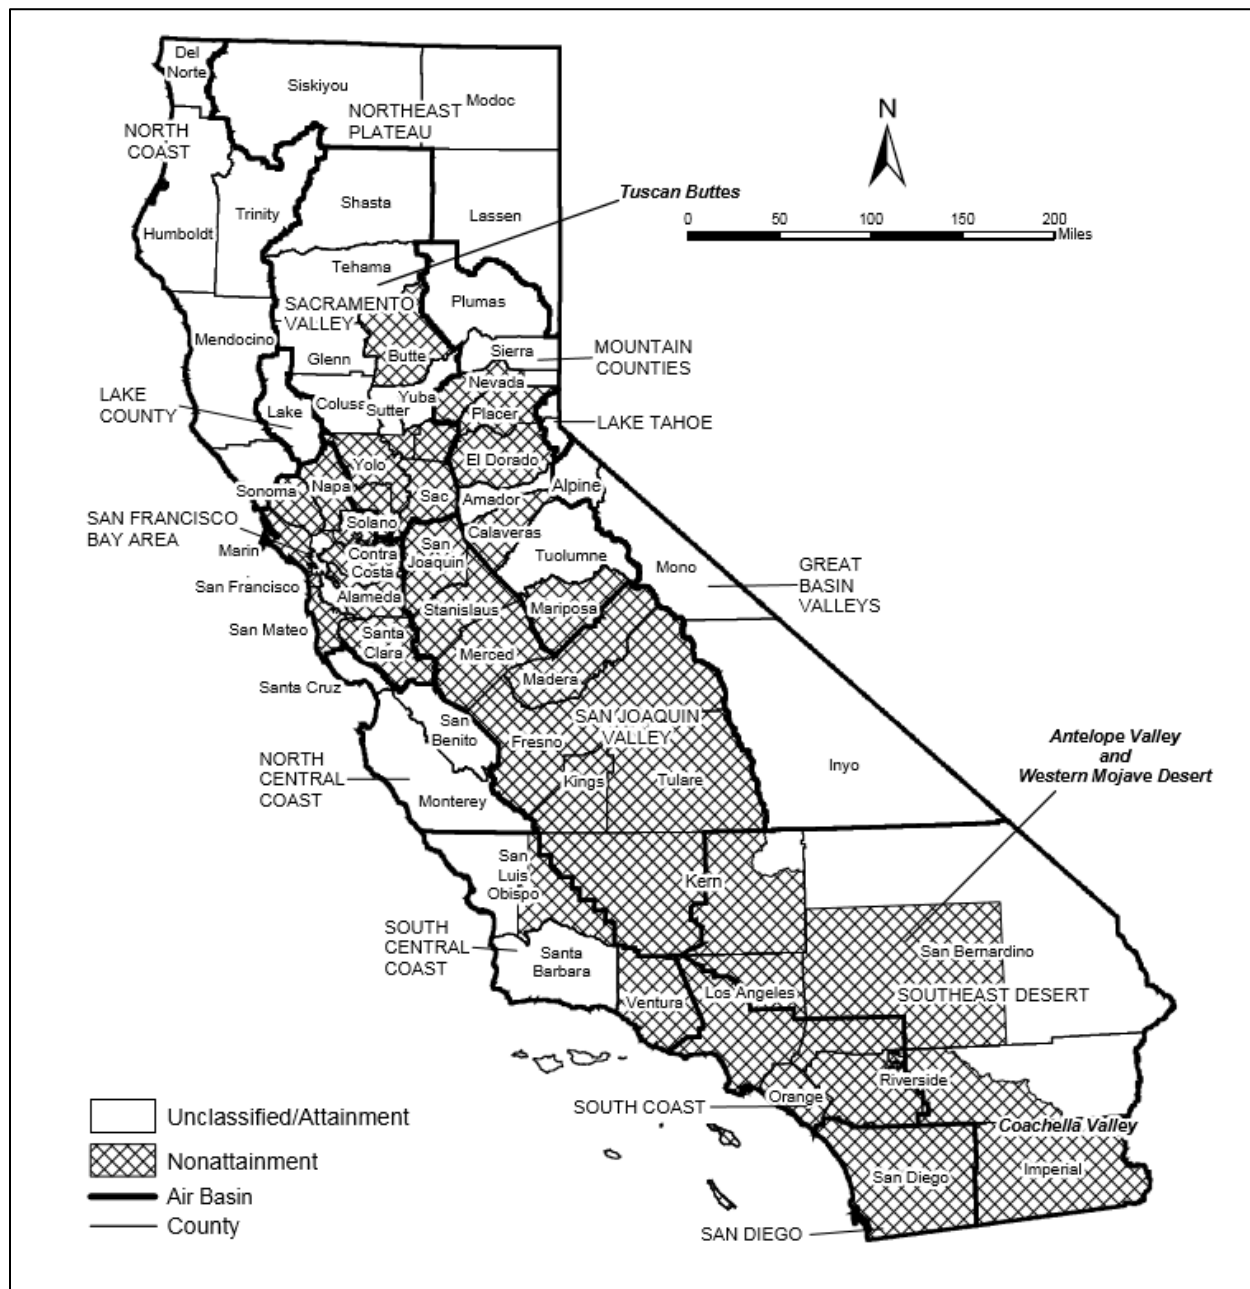 Del
Norte
Siskiyou
Modoc
NORTHEAST
PLATEAU
NORTH
COAST
N
Tuscan Buttes
Shasta
Trinity
Lassen
Humboldt
0 50 100 150 200
Miles
Tehama
Plumas
SACRAMENTO
VALLEY
Mendocino
Glenn
Butte
Sierra
MOUNTAIN
COUNTIES
Nevada
LAKE
COUNTY
Lake
Colusa
Sutter
Yuba
Placer
LAKE TAHOE
Yolo
El Dorado
Sonoma
Napa
Sac
Amador
Alpine
SAN FRANCISCO
BAY AREA
Solano
Calaveras
Marin
Contra
Costa
San
Joaquin
Tuolumne
Mono
GREAT
BASIN
VALLEYS
San Francisco
Alameda
Stanislaus
Mariposa
San Mateo
Santa
Clara
Merced
Madera
Santa Cruz
San
Benito
SAN JOAQUIN
VALLEY
Fresno
Antelope Valley
and
Western Mojave Desert
NORTH
CENTRAL
COAST
Monterey
Kings
Tulare
Inyo
San
Luis
Obispo
Kern
SOUTH
CENTRAL
COAST
Santa
Barbara
San Bernardino
Ventura
Los Angeles
SOUTHEAST DESERT
Riverside
Orange
SOUTH COAST
Coachella Valley
San Diego
Imperial
SAN DIEGO
Unclassified/Attainment
Nonattainment
Air Basin
County